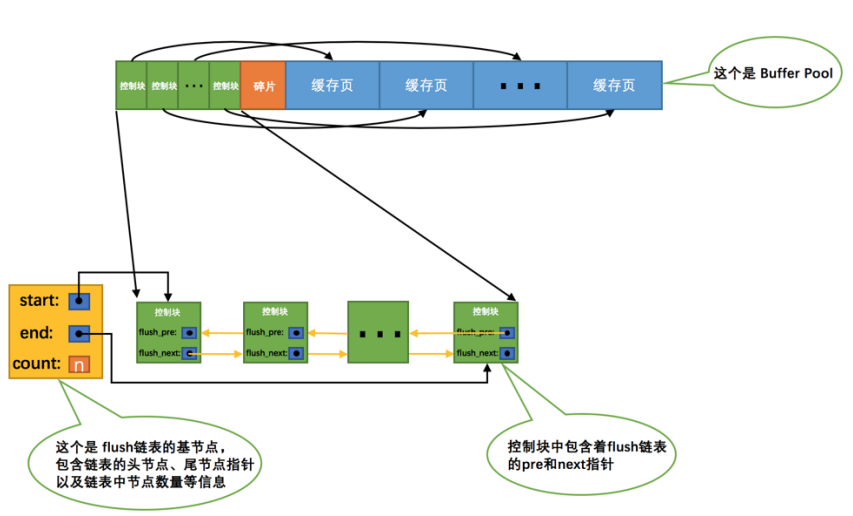 控制块 控制块 ··· 控制块 碎片 缓存页 缓存页 ··· 缓存页
这个是 Buffer Pool
start:
end:
count: n
控制块
flush_pre:
flush_next:
控制块
flush_pre:
flush_next:
···
控制块
flush_pre:
flush_next:
这个是 flush链表的基节点，
包含链表的头节点、尾节点指针
以及链表中节点数量等信息
控制块中包含着flush链表
的pre和next指针